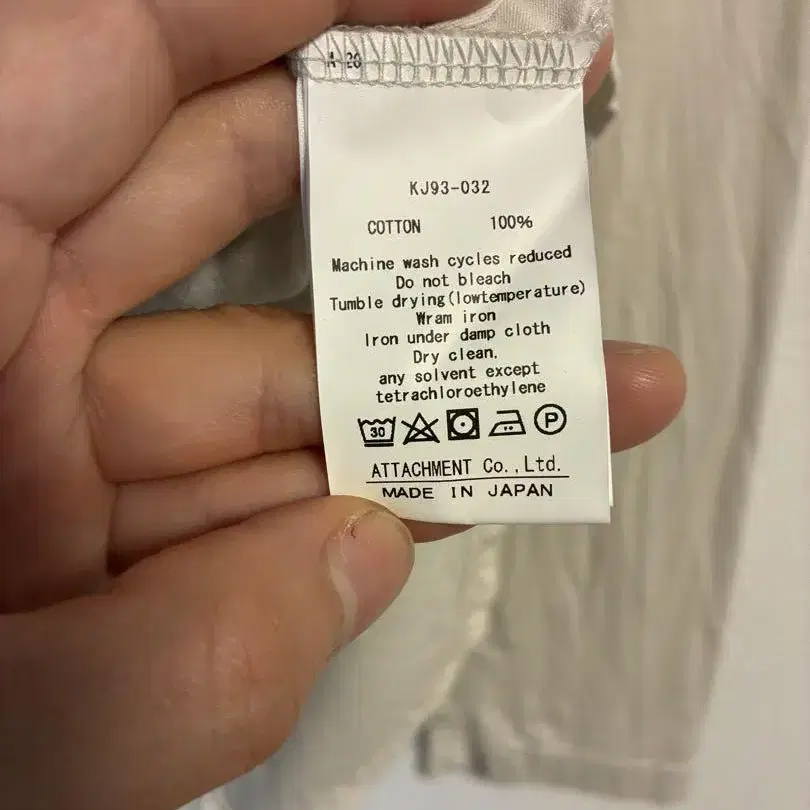 A 20
KJ93-032
COTTON 100%
Machine wash cycles reduced
Do not bleach
Tumble drying(lowtemperature)
Wram iron
Iron under damp cloth
Dry clean.
any solvent except
tetrachloroethylene
30 P
ATTACHMENT Co.,Ltd.
MADE IN JAPAN